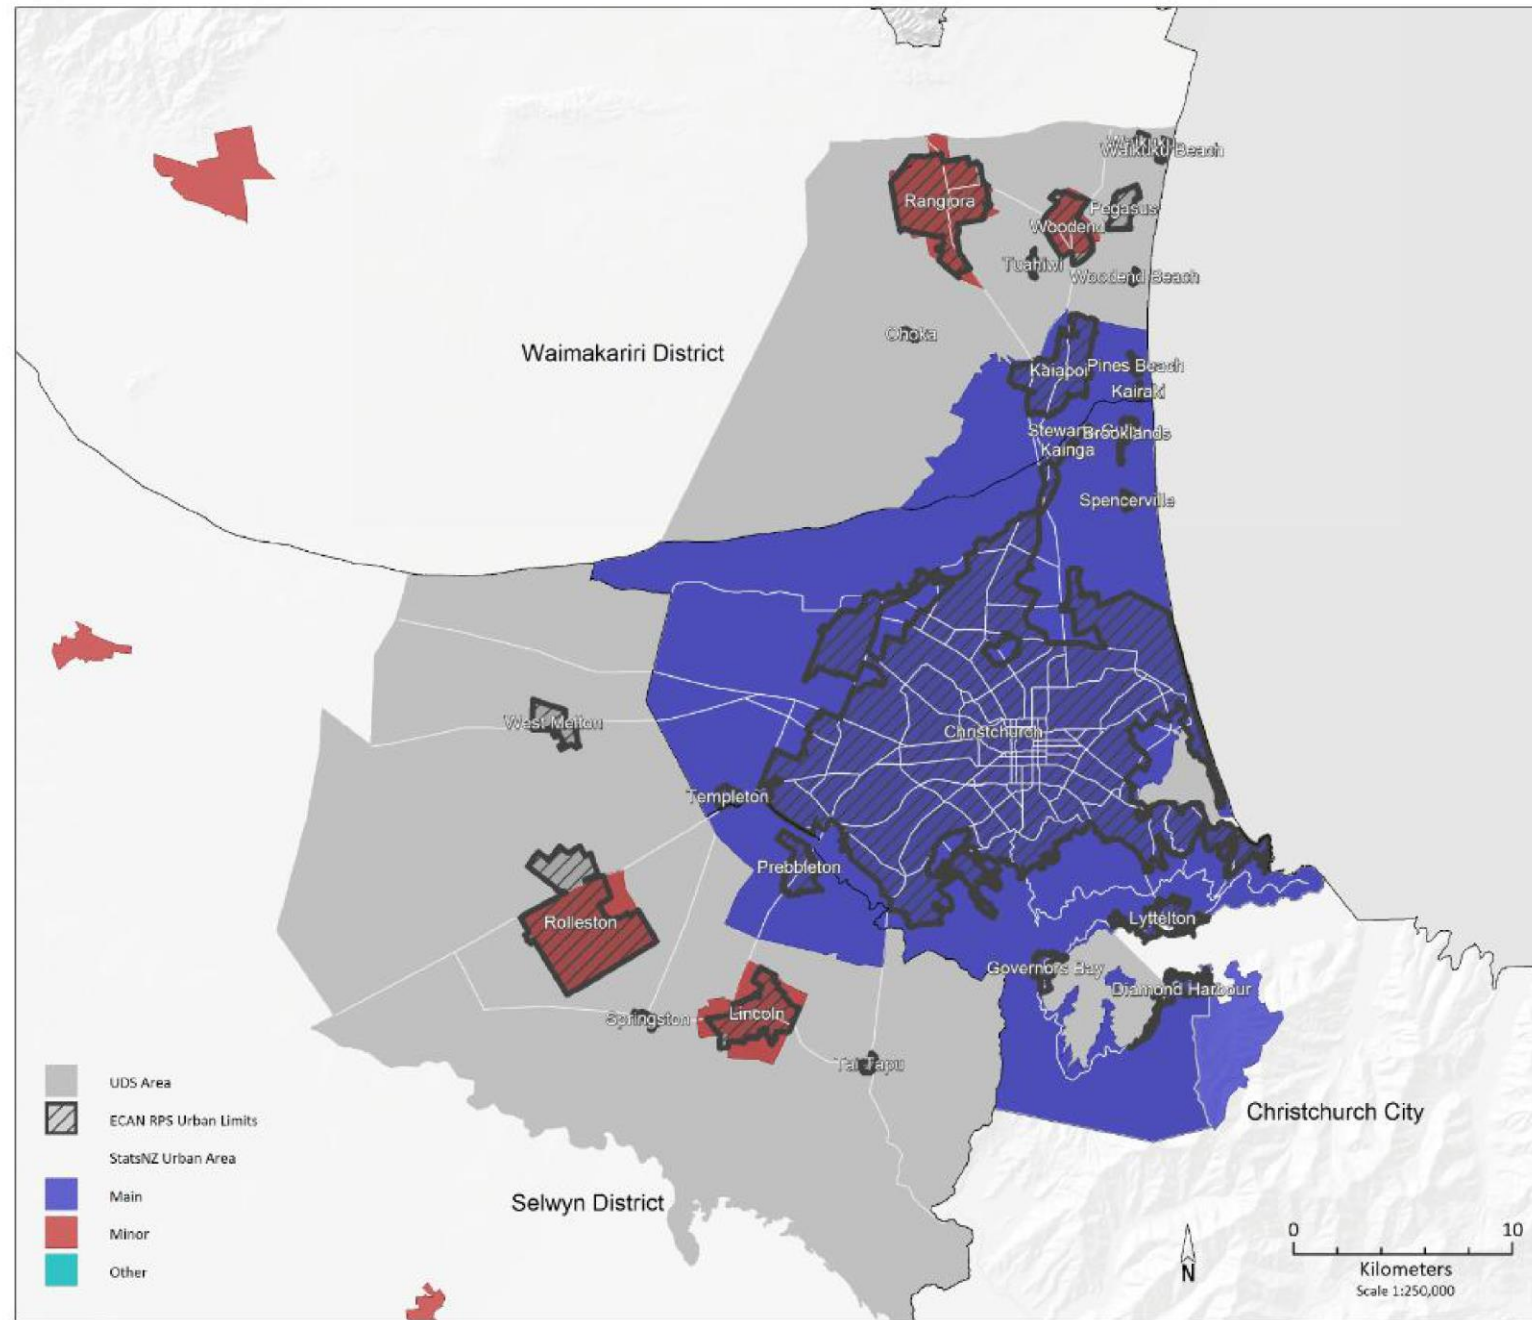 Waikuku
Waikuku Beach
Rangiora
Pegasus
Woodend
Tuahiwi
Woodend Beach
Ohoka
Waimakariri District
Kaiapoi
Pines Beach
Kairaki
Brooklands
Kainga
Spencerville
West Melton
Christchurch
Templeton
Prebbleton
Rolleston
Lyttelton
Governors Bay
Diamond Harbour
Springston
Lincoln
Tai Tapu
Christchurch City
Selwyn District
UDS Area
ECAN RPS Urban Limits
StatsNZ Urban Area
Main
Minor
Other
N
0 10
Kilometers
Scale 1:250,000